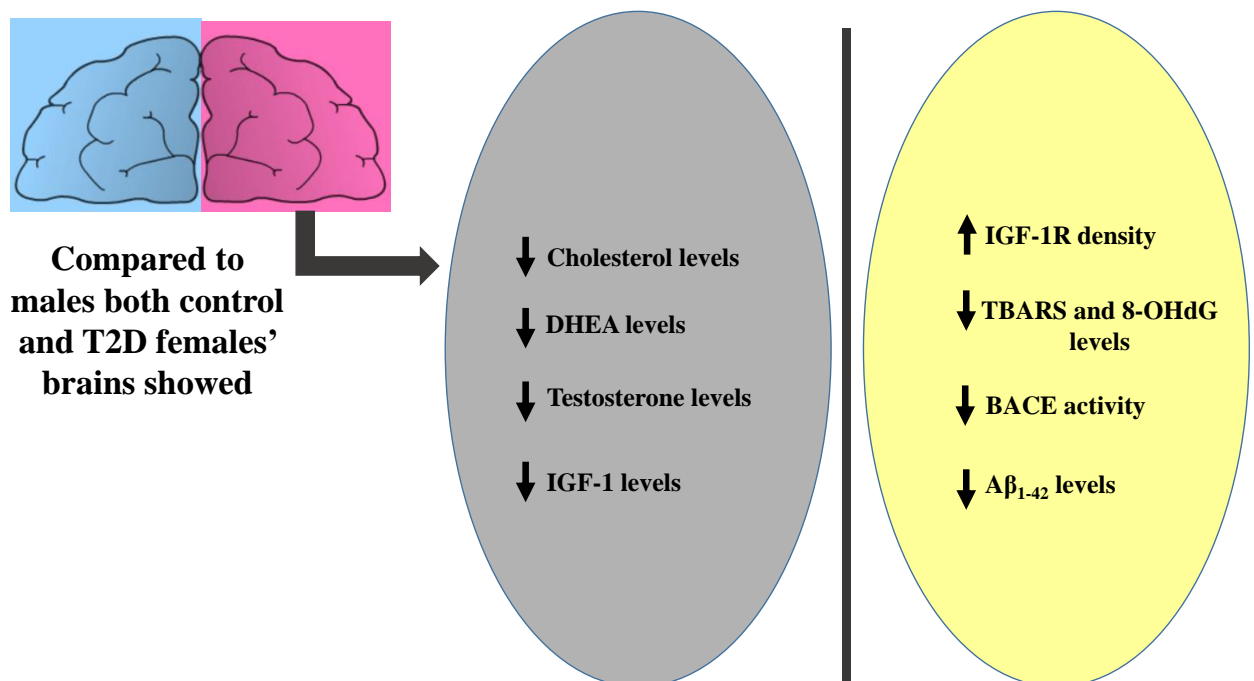 Compared to
males both control
and T2D females’
brains showed
↓ Cholesterol levels
↓ DHEA levels
↓ Testosterone levels
↓ IGF-1 levels
↑ IGF-1R density
↓ TBARS and 8-OHdG
levels
↓ BACE activity
↓ Aβ₁₋₄₂ levels